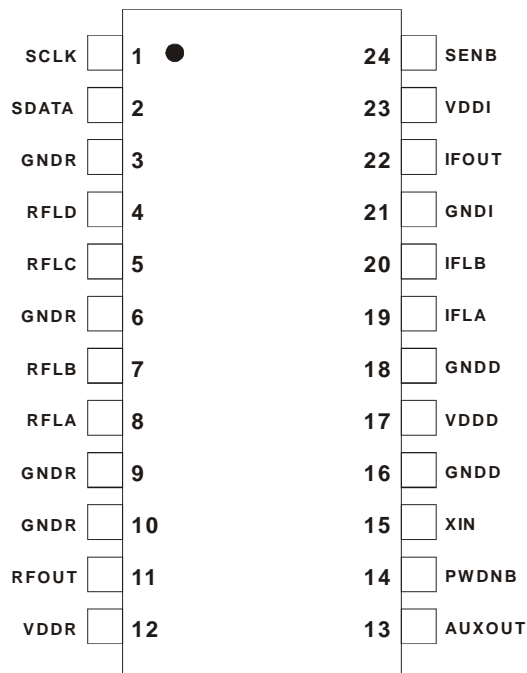 SCLK 1 24 SENB
SDATA 2 23 VDDI
GNDR 3 22 IFOUT
RFLD 4 21 GNDI
RFLC 5 20 IFLB
GNDR 6 19 IFLA
RFLB 7 18 GNDD
RFLA 8 17 VDDD
GNDR 9 16 GNDD
GNDR 10 15 XIN
RFOUT 11 14 PWDNB
VDDR 12 13 AUXOUT